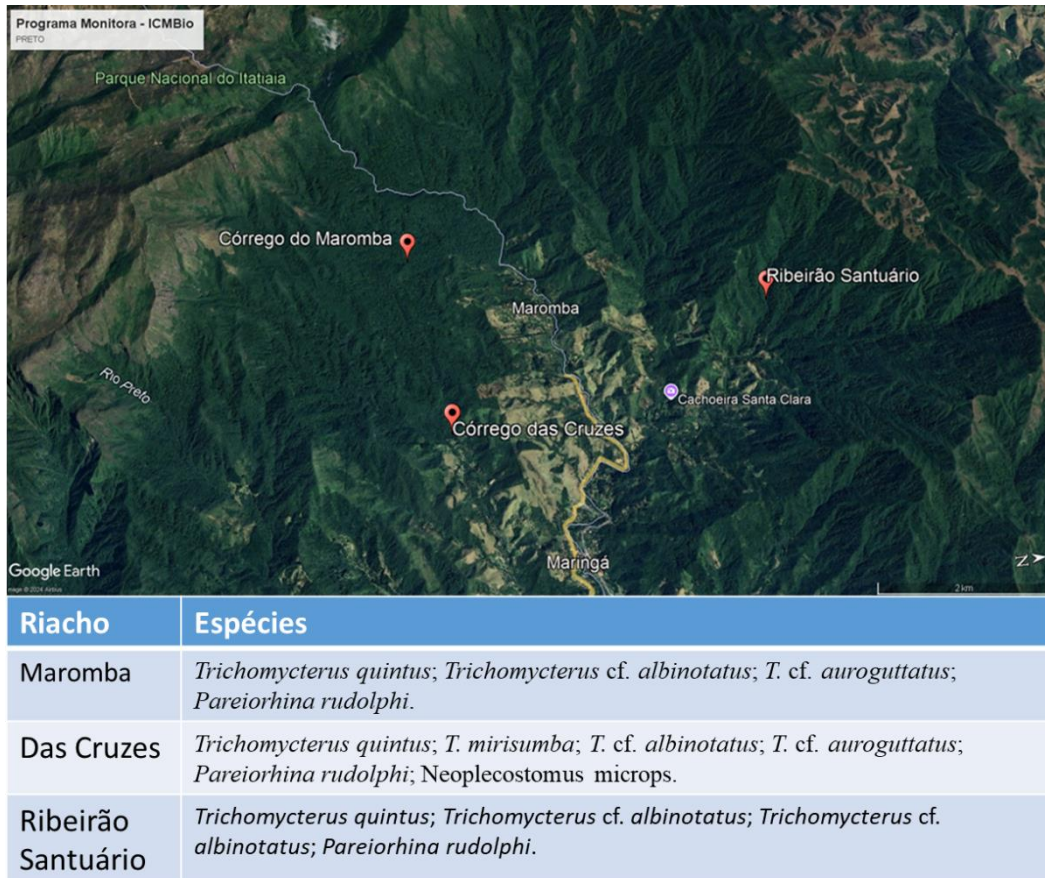 Programa Monitora - ICMBio
PRETO
Parque Nacional do Itatiaia
Córrego do Maromba
Ribeirão Santuário
Maromba
Rio Preto
Cachoeira Santa Clara
Córrego das Cruzes
Maringá
Google Earth
Image © 2024 Airbus
N
2 km
Riacho Espécies
Maromba Trichomycterus quintus; Trichomycterus cf. albinotatus; T. cf. auroguttatus;
Pareiorhina rudolphi.
Das Cruzes Trichomycterus quintus; T. mirisumba; T. cf. albinotatus; T. cf. auroguttatus;
Pareiorhina rudolphi; Neoplecostomus microps.
Ribeirão Trichomycterus quintus; Trichomycterus cf. albinotatus; Trichomycterus cf.
Santuário albinotatus; Pareiorhina rudolphi.